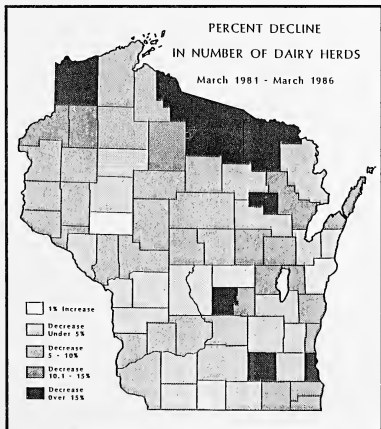 PERCENT DECLINE
IN NUMBER OF DAIRY HERDS
March 1981 - March 1986
1% Increase
Decrease
Under 5%
Decrease
5 - 10%
Decrease
10.1 - 15%
Decrease
Over 15%